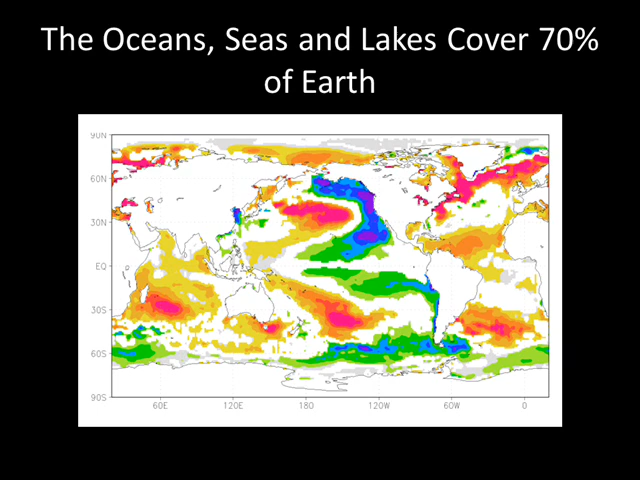 The Oceans, Seas and Lakes Cover 70%
of Earth
90N
60N
30N
EQ
30S
60S
90S
60E 120E 180 120W 60W 0